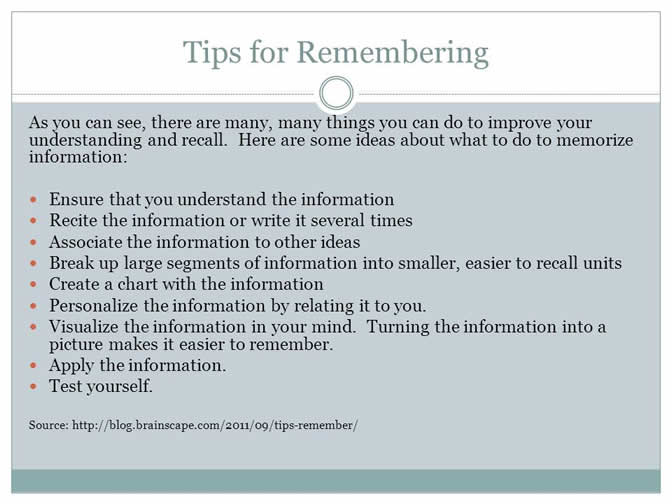 Tips for Remembering
As you can see, there are many, many things you can do to improve your
understanding and recall.  Here are some ideas about what to do to memorize
information:
• Ensure that you understand the information
• Recite the information or write it several times
• Associate the information to other ideas
• Break up large segments of information into smaller, easier to recall units
• Create a chart with the information
• Personalize the information by relating it to you.
• Visualize the information in your mind.  Turning the information into a
picture makes it easier to remember.
• Apply the information.
• Test yourself.
Source: http://blog.brainscape.com/2011/09/tips-remember/